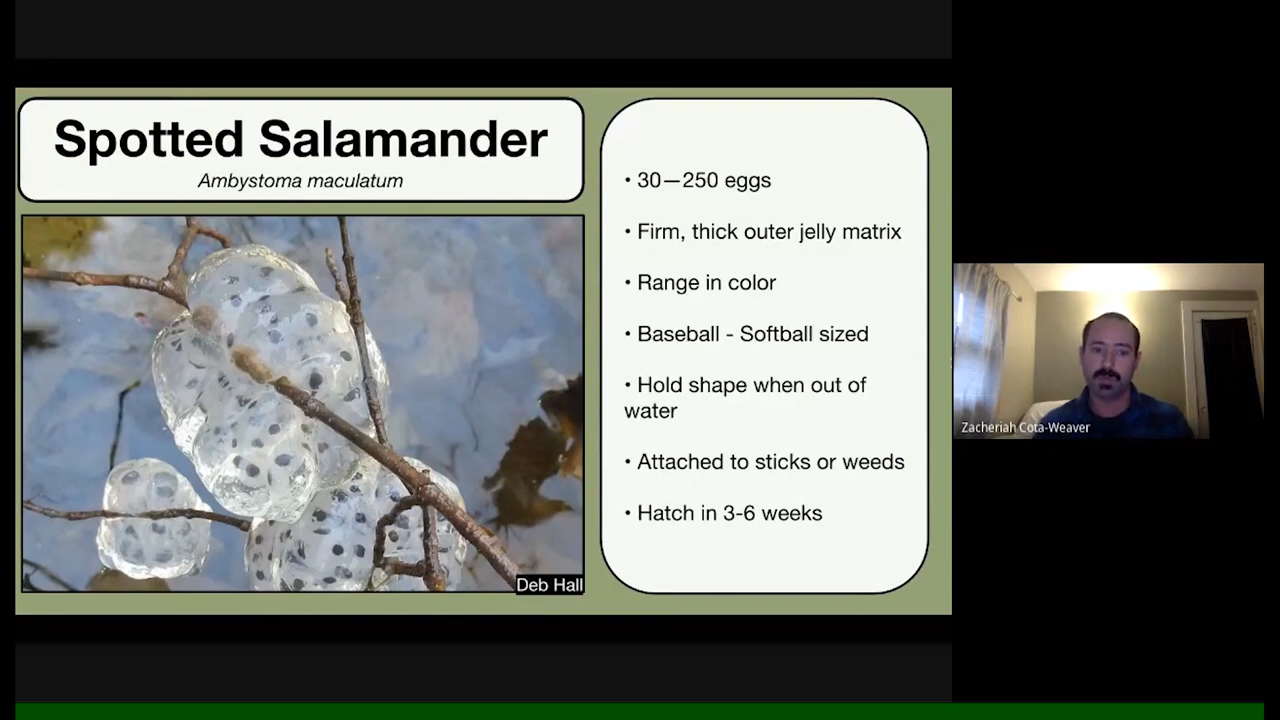 Spotted Salamander
Ambystoma maculatum
• 30—250 eggs
• Firm, thick outer jelly matrix
• Range in color
• Baseball - Softball sized
• Hold shape when out of
water
• Attached to sticks or weeds
• Hatch in 3-6 weeks
Deb Hall
Zacheriah Cota-Weaver